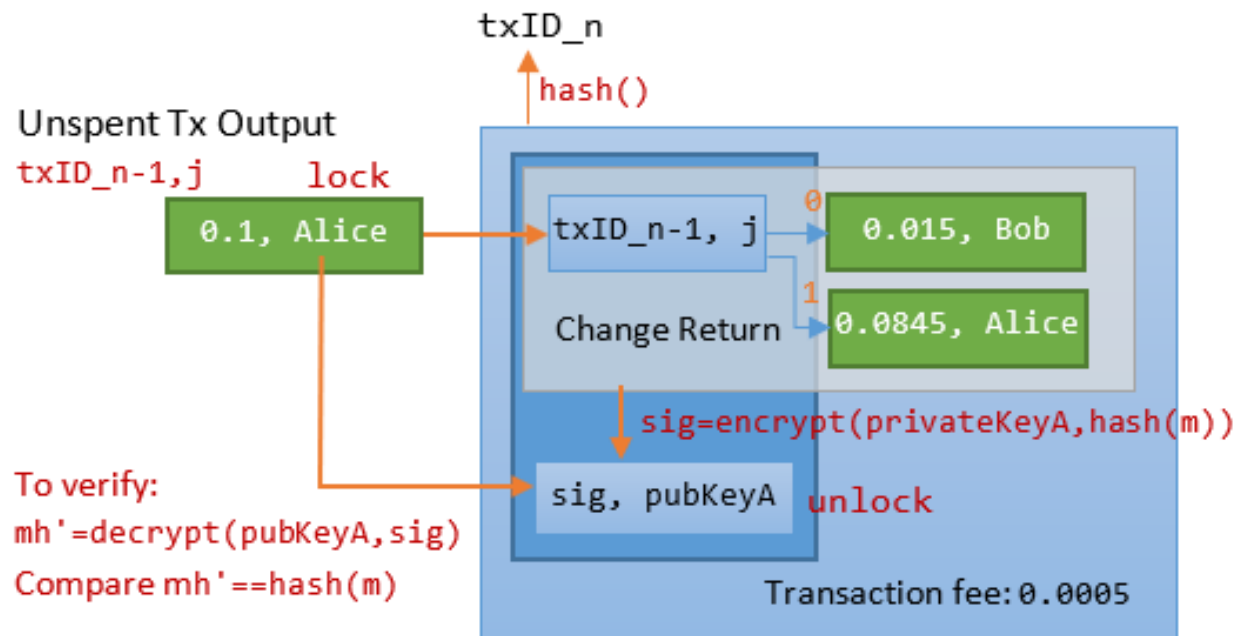 txID_n
hash()
Unspent Tx Output
txID_n-1,j
lock
0.1, Alice
txID_n-1, j
0
0.015, Bob
1
0.0845, Alice
Change Return
sig=encrypt(privateKeyA,hash(m))
sig, pubKeyA
unlock
To verify:
mh'=decrypt(pubKeyA,sig)
Compare mh'==hash(m)
Transaction fee: 0.0005